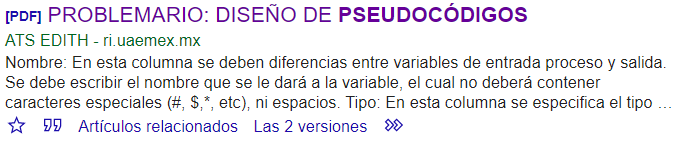 [PDF] PROBLEMARIO: DISEÑO DE PSEUDOCÓDIGOS
ATS EDITH - ri.uaemex.mx
Nombre: En esta columna se deben diferencias entre variables de entrada proceso y salida.
Se debe escribir el nombre que se le dará a la variable, el cual no deberá contener
caracteres especiales (#, $,*, etc), ni espacios. Tipo: En esta columna se especifica el tipo …
Artículos relacionados Las 2 versiones